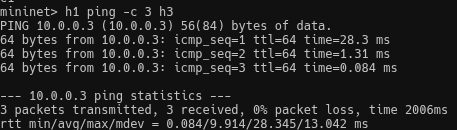 mininet> h1 ping -c 3 h3
PING 10.0.0.3 (10.0.0.3) 56(84) bytes of data.
64 bytes from 10.0.0.3: icmp_seq=1 ttl=64 time=28.3 ms
64 bytes from 10.0.0.3: icmp_seq=2 ttl=64 time=1.31 ms
64 bytes from 10.0.0.3: icmp_seq=3 ttl=64 time=0.084 ms
--- 10.0.0.3 ping statistics ---
3 packets transmitted, 3 received, 0% packet loss, time 2006ms
rtt min/avg/max/mdev = 0.084/9.914/28.345/13.042 ms